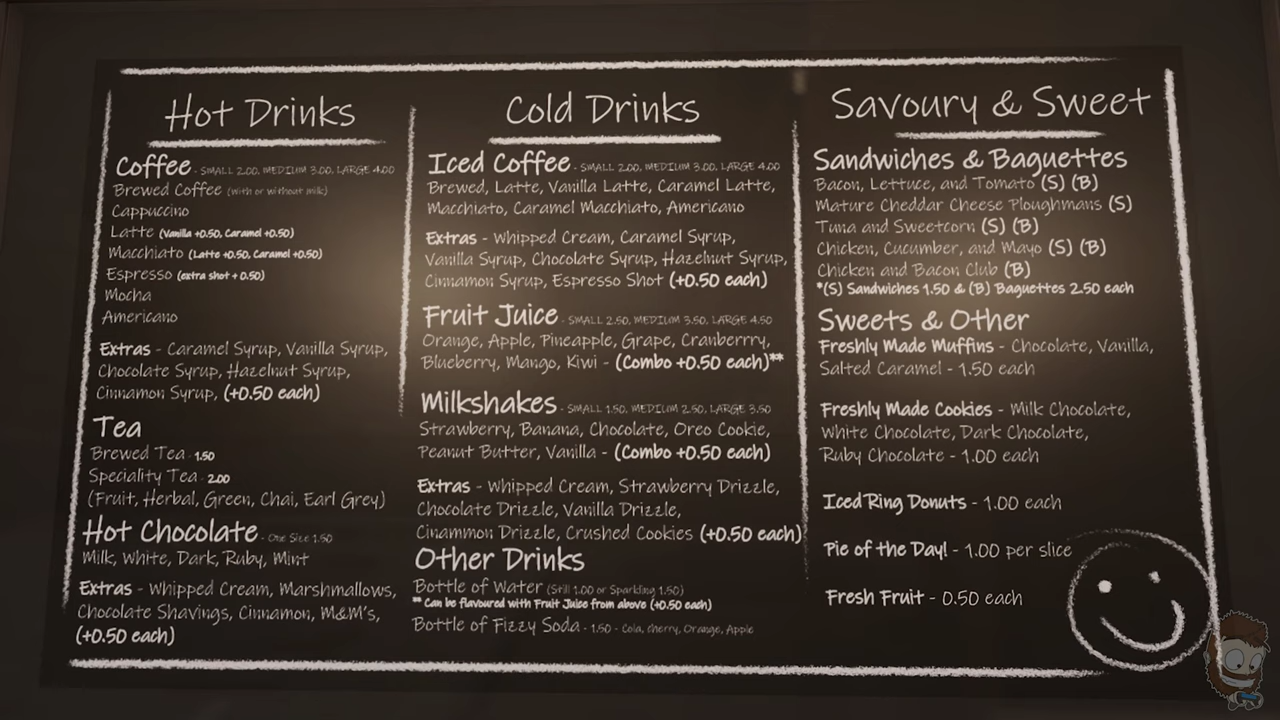 Hot Drinks
Coffee - SMALL 2.00, MEDIUM 3.00, LARGE 4.00
Brewed Coffee (with or without milk)
Cappuccino
Latte (Vanilla +0.50, Caramel +0.50)
Macchiato (Latte +0.50, Caramel +0.50)
Espresso (extra shot + 0.50)
Mocha
Americano
Extras - Caramel Syrup, Vanilla Syrup,
Chocolate Syrup, Hazelnut Syrup,
Cinnamon Syrup, (+0.50 each)
Tea
Brewed Tea - 1.50
Speciality Tea - 2.00
(Fruit, Herbal, Green, Chai, Earl Grey)
Hot Chocolate - One Size 1.50
Milk, White, Dark, Ruby, Mint
Extras - Whipped Cream, Marshmallows,
Chocolate Shavings, Cinnamon, M&M's,
(+0.50 each)
Cold Drinks
Iced Coffee - SMALL 2.00, MEDIUM 3.00, LARGE 4.00
Brewed, Latte, Vanilla Latte, Caramel Latte,
Macchiato, Caramel Macchiato, Americano
Extras - Whipped Cream, Caramel Syrup,
Vanilla Syrup, Chocolate Syrup, Hazelnut Syrup,
Cinnamon Syrup, Espresso Shot (+0.50 each)
Fruit Juice - SMALL 2.50, MEDIUM 3.50, LARGE 4.50
Orange, Apple, Pineapple, Grape, Cranberrry,
Blueberry, Mango, Kiwi - (Combo +0.50 each)**
Milkshakes - SMALL 1.50, MEDIUM 2.50, LARGE 3.50
Strawberry, Banana, Chocolate, Oreo Cookie,
Peanut Butter, Vanilla - (Combo +0.50 each)
Extras - Whipped Cream, Strawberry Drizzle,
Chocolate Drizzle, Vanilla Drizzle,
Cinammon Drizzle, Crushed Cookies (+0.50 each)
Other Drinks
Bottle of Water (Still 1.00 or Sparkling 1.50)
** Can be flavoured with Fruit Juice from above (+0.50 each)
Bottle of Fizzy Soda - 1.50 - Cola, cherry, Orange, Apple
Savoury & Sweet
Sandwiches & Baguettes
Bacon, Lettuce, and Tomato (S) (B)
Mature Cheddar Cheese Ploughmans (S)
Tuna and Sweetcorn (S) (B)
Chicken, Cucumber, and Mayo (S) (B)
Chicken and Bacon Club (B)
*(S) Sandwiches 1.50 & (B) Baguettes 2.50 each
Sweets & Other
Freshly Made Muffins - Chocolate, Vanilla,
Salted Caramel - 1.50 each
Freshly Made Cookies - Milk Chocolate,
White Chocolate, Dark Chocolate,
Ruby Chocolate - 1.00 each
Iced Ring Donuts - 1.00 each
Pie of the Day! - 1.00 per slice
Fresh Fruit - 0.50 each